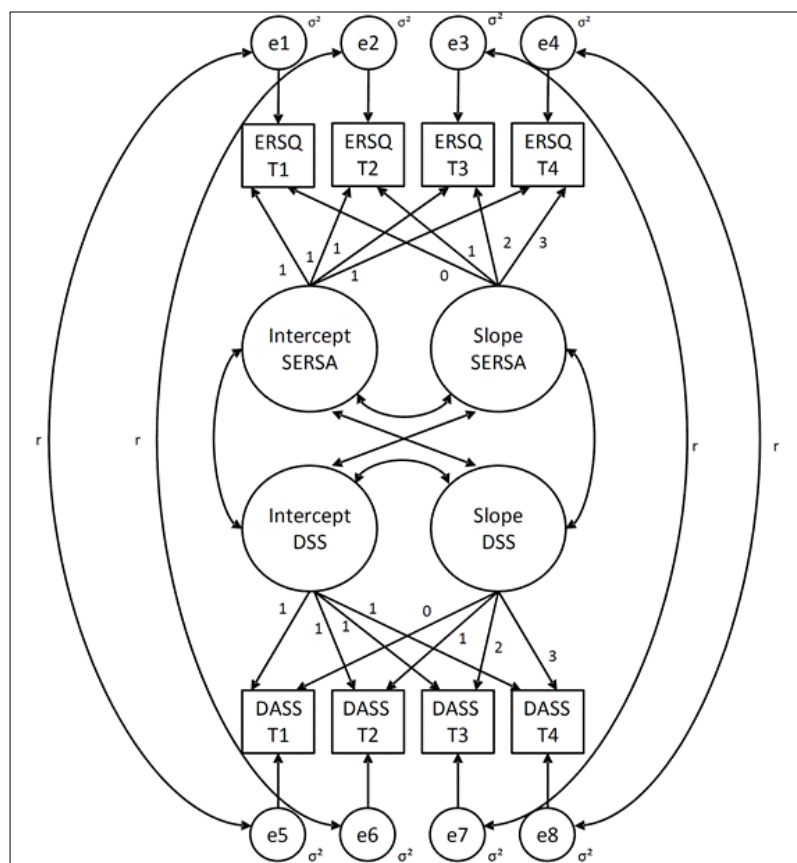 σ² σ² σ² σ²
e1 e2 e3 e4
ERSQ ERSQ ERSQ ERSQ
T1 T2 T3 T4
1 1 1 1 0 1 2 3
Intercept
SERSA
Slope
SERSA
r r r r
Intercept
DSS
Slope
DSS
1 1 1 1 0 1 2 3
DASS DASS DASS DASS
T1 T2 T3 T4
e5 e6 e7 e8
σ² σ² σ² σ²